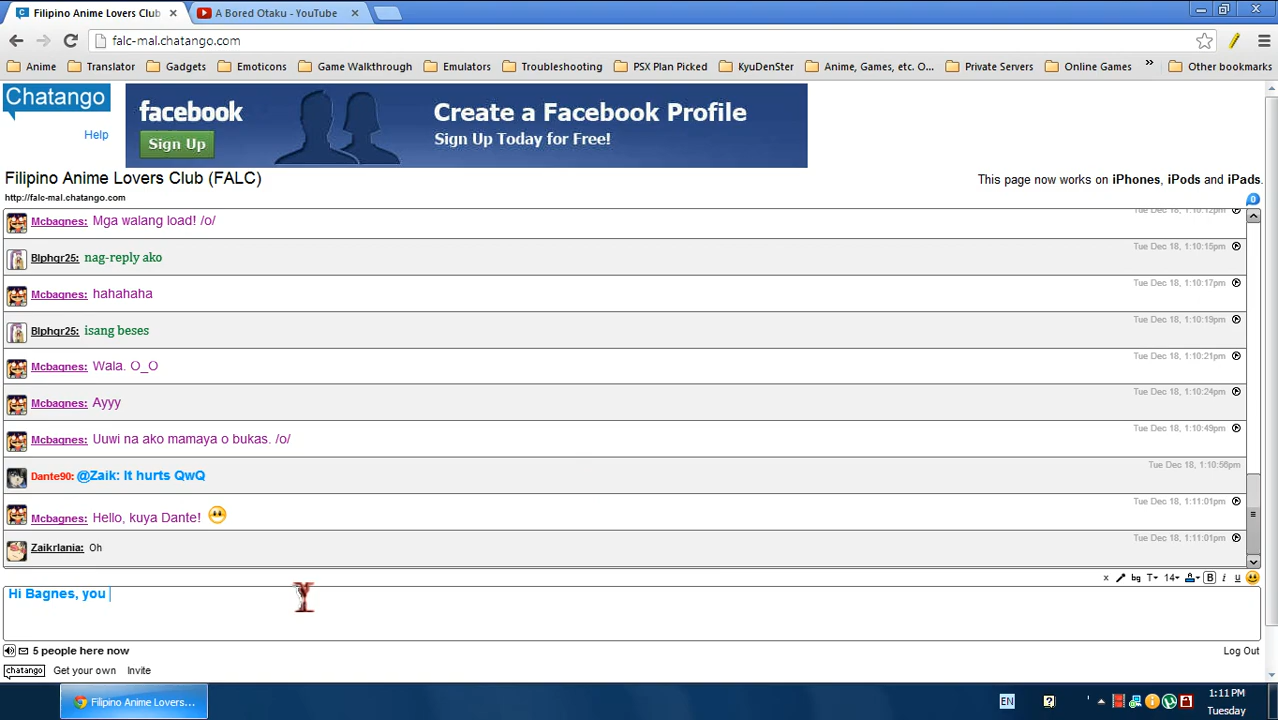 Filipino Anime Lovers Club
A Bored Otaku - YouTube
falc-mal.chatango.com
Anime
Translator
Gadgets
Emoticons
Game Walkthrough
Emulators
Troubleshooting
PSX Plan Picked
KyuDenSter
Anime, Games, etc. O...
Private Servers
Online Games
»
Other bookmarks
Chatango
Help
facebook
Sign Up
Create a Facebook Profile
Sign Up Today for Free!
Filipino Anime Lovers Club (FALC)
This page now works on iPhones, iPods and iPads.
http://falc-mal.chatango.com
0
Mcbagnes: Mga walang load! /o/
Tue Dec 18, 1:10:12pm
Blphqr25: nag-reply ako
Tue Dec 18, 1:10:15pm
Mcbagnes: hahahaha
Tue Dec 18, 1:10:17pm
Blphqr25: isang beses
Tue Dec 18, 1:10:19pm
Mcbagnes: Wala. O_O
Tue Dec 18, 1:10:21pm
Mcbagnes: Ayyy
Tue Dec 18, 1:10:24pm
Mcbagnes: Uuwi na ako mamaya o bukas. /o/
Tue Dec 18, 1:10:49pm
Dante90: @Zaik: It hurts QwQ
Tue Dec 18, 1:10:56pm
Mcbagnes: Hello, kuya Dante!
Tue Dec 18, 1:11:01pm
Zaikrlania: Oh
Tue Dec 18, 1:11:01pm
x bg T 14 A B i u
Hi Bagnes, you
5 people here now
Log Out
chatango Get your own Invite
Filipino Anime Lovers...
EN
1:11 PM
Tuesday